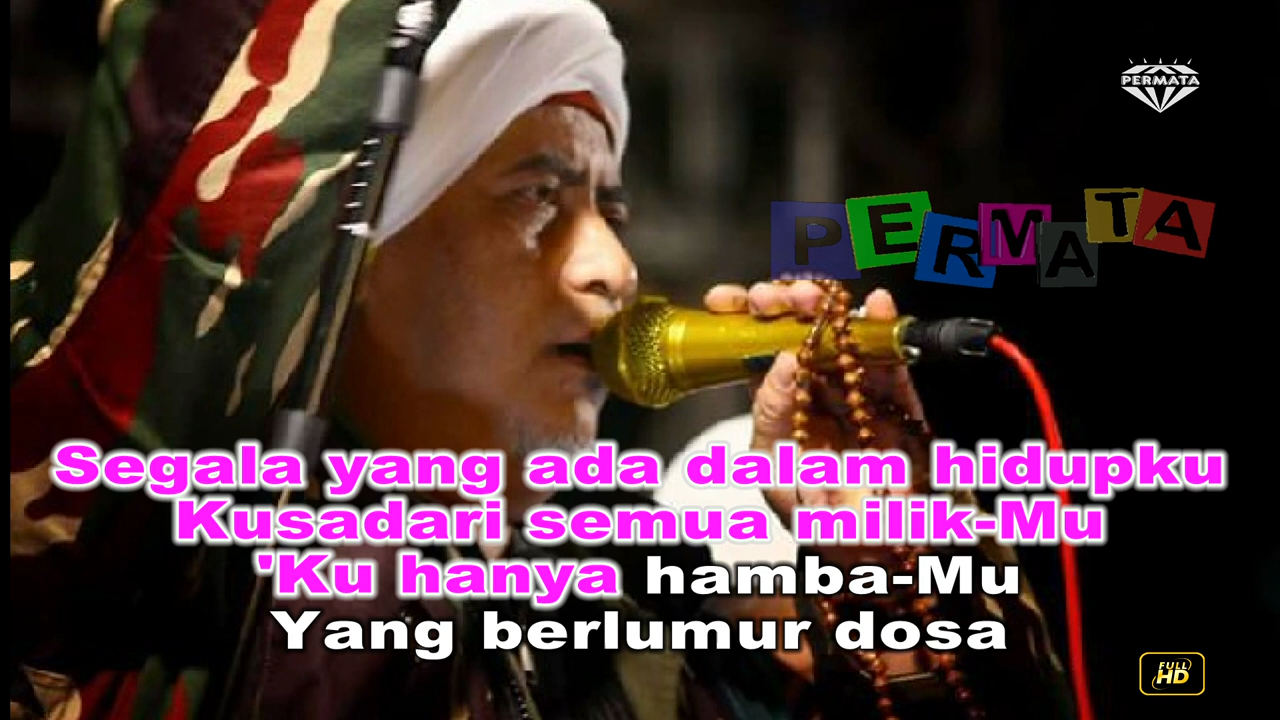 PERMATA
PERMATA
Segala yang ada dalam hidupku
Kusadari semua milik-Mu
'Ku hanya hamba-Mu
Yang berlumur dosa
FULL
HD